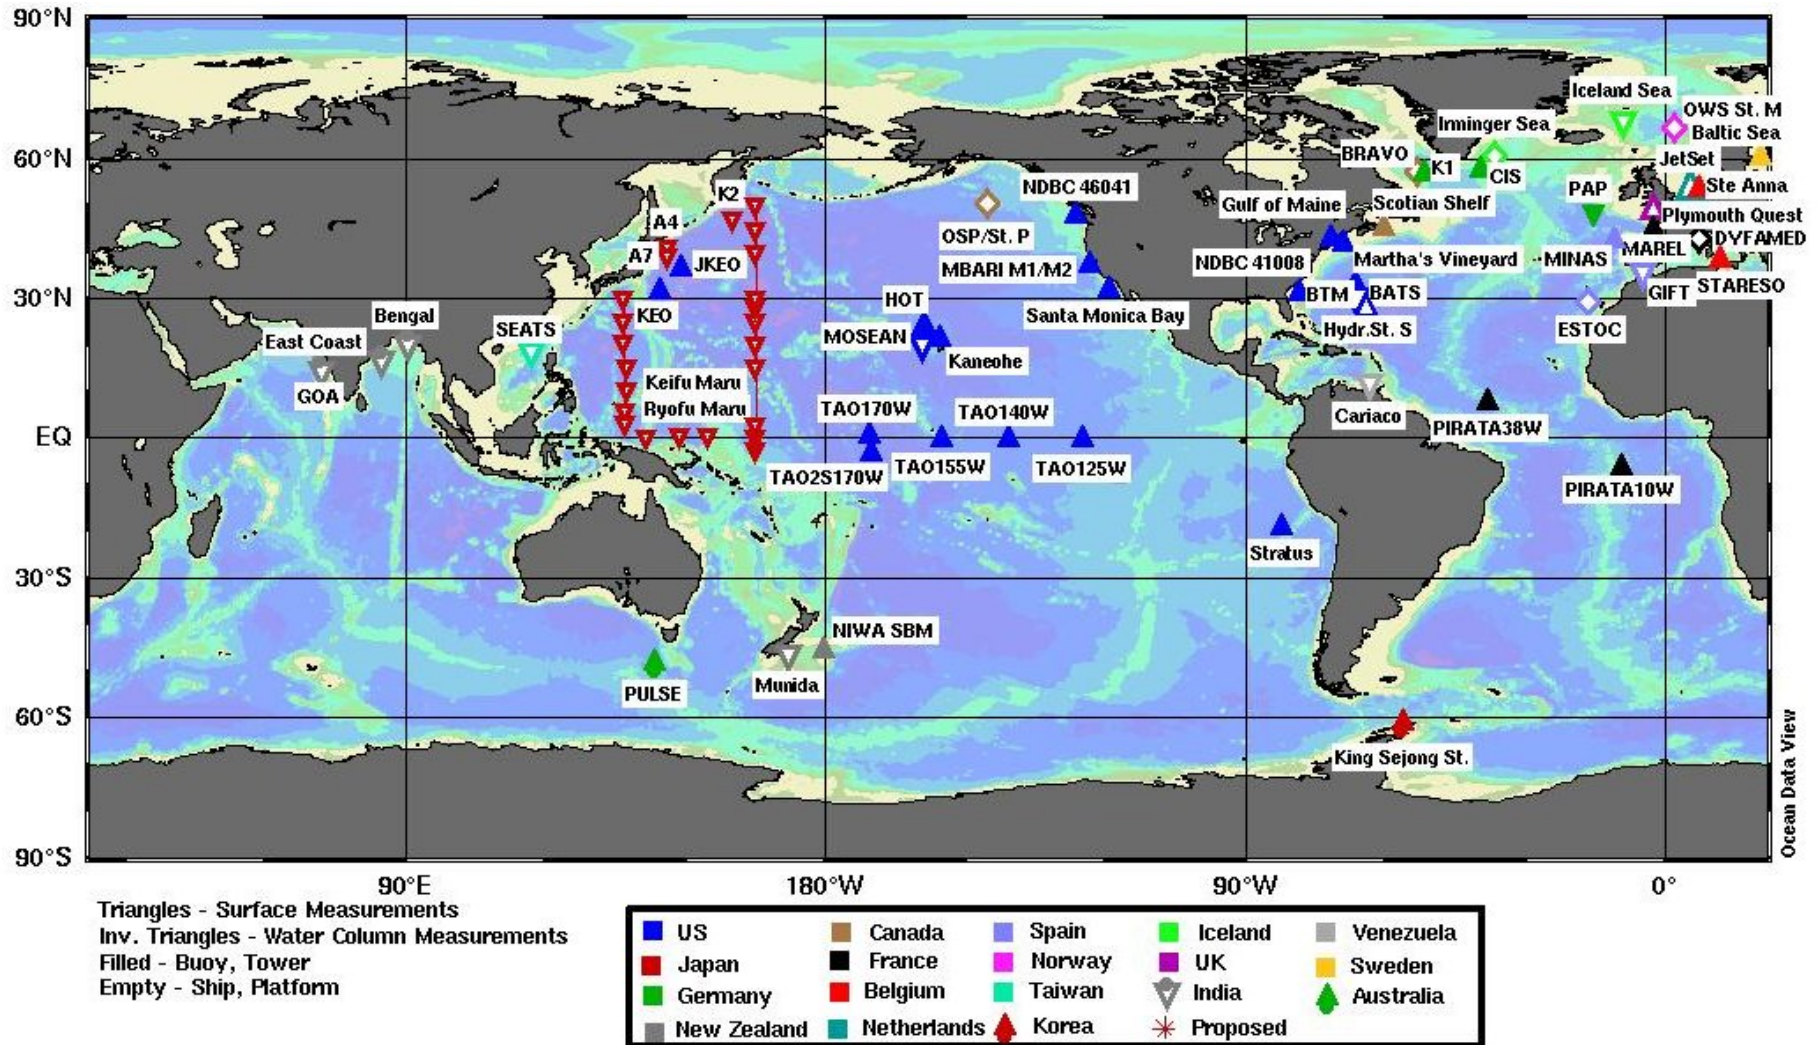 90°N
Iceland Sea
OWS St. M
Irminger Sea
Baltic Sea
60°N
BRAVO
K1
CIS
JetSet
K2
NDBC 46041
PAP
Ste Anna
A4
Gulf of Maine
Scotian Shelf
Plymouth Quest
OSP/St. P
A7
JKEO
MBARI M1/M2
NDBC 41008
Martha's Vineyard
MINAS
MAREL
DYFAMED
30°N
HOT
BTM
BATS
GIFT
STARESO
Bengal
KEO
Santa Monica Bay
Hydr.St. S
ESTOC
SEATS
East Coast
MOSEAN
Kaneohe
GOA
Keifu Maru
Ryofu Maru
TAO170W
TAO140W
Cariaco
PIRATA38W
EQ
TAO2S170W
TAO155W
TAO125W
PIRATA10W
Stratus
30°S
NIWA SBM
PULSE
Munida
60°S
King Sejong St.
Ocean Data View
90°S
90°E
180°W
90°W
0°
Triangles - Surface Measurements
Inv. Triangles - Water Column Measurements
Filled - Buoy, Tower
Empty - Ship, Platform
US
Canada
Spain
Iceland
Venezuela
Japan
France
Norway
UK
Sweden
Germany
Belgium
Taiwan
India
Australia
New Zealand
Netherlands
Korea
Proposed